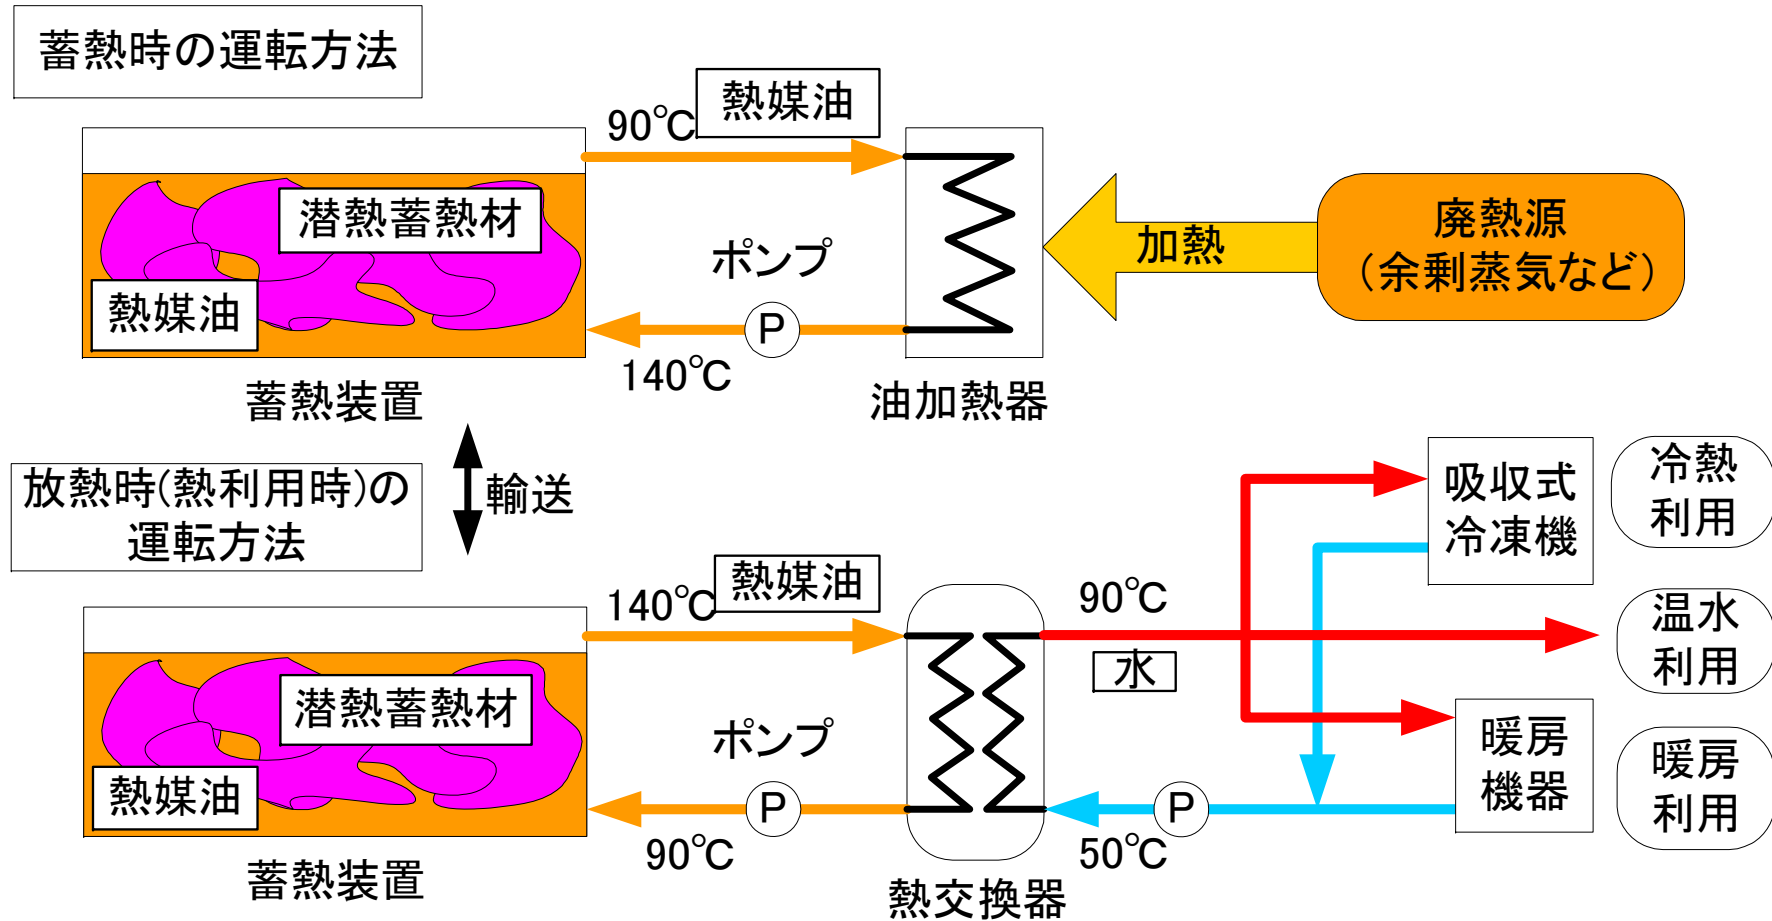 蓄熱時の運転方法
90℃
熱媒油
潜熱蓄熱材
熱媒油
ポンプ
P
140℃
加熱
廃熱源
（余剰蒸気など）
蓄熱装置
油加熱器
輸送
放熱時(熱利用時)の
運転方法
140℃
熱媒油
潜熱蓄熱材
熱媒油
ポンプ
P
90℃
蓄熱装置
熱交換器
90℃
水
P
50℃
吸収式
冷凍機
冷熱
利用
温水
利用
暖房
機器
暖房
利用